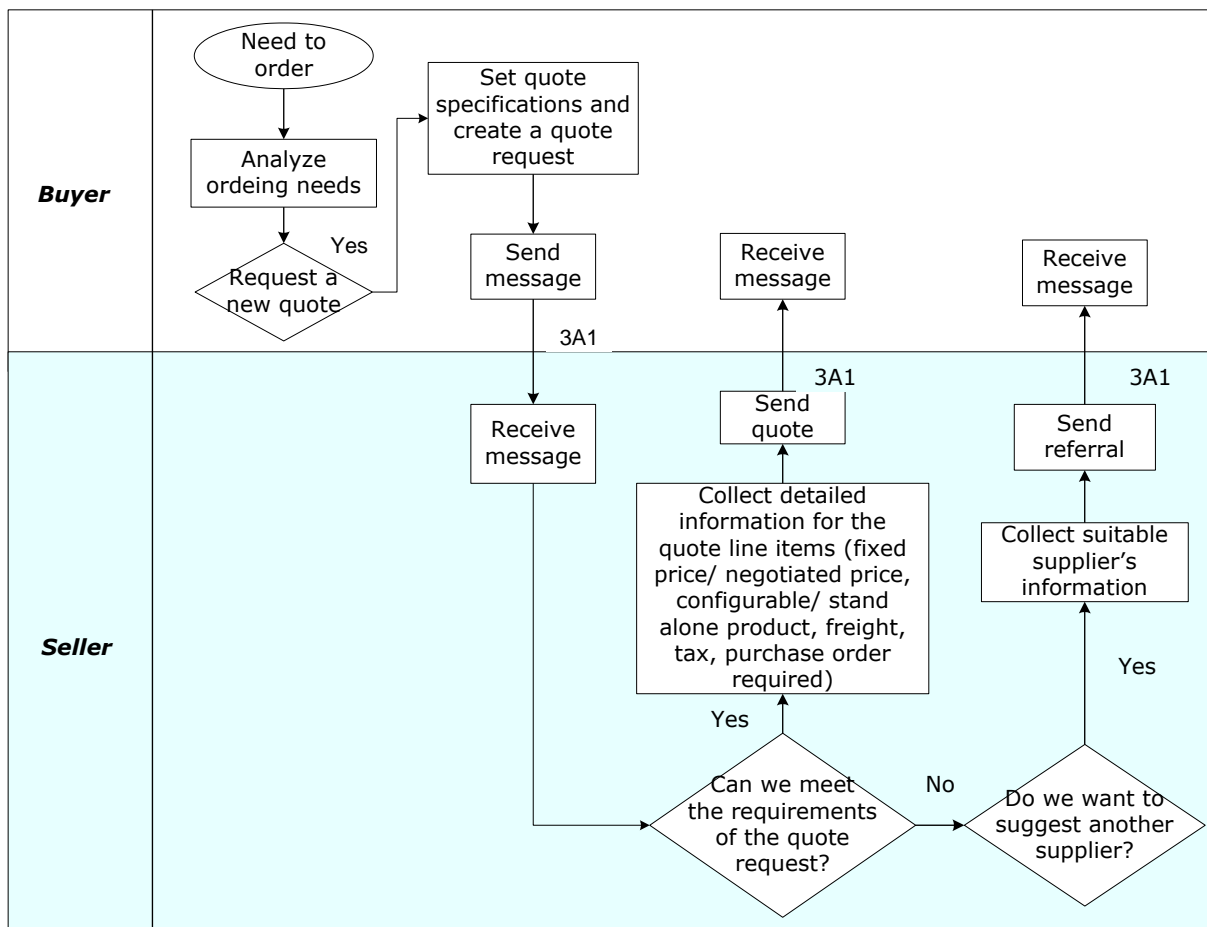 Buyer
Need to
order
Analyze
ordeing needs
Request a
new quote
Yes
Set quote
specifications and
create a quote
request
Send
message
3A1
Receive
message
Receive
message
Seller
Receive
message
3A1
Send
quote
Collect detailed
information for the
quote line items (fixed
price/ negotiated price,
configurable/ stand
alone product, freight,
tax, purchase order
required)
Yes
Can we meet
the requirements
of the quote
request?
No
3A1
Send
referral
Collect suitable
supplier’s
information
Yes
Do we want to
suggest another
supplier?